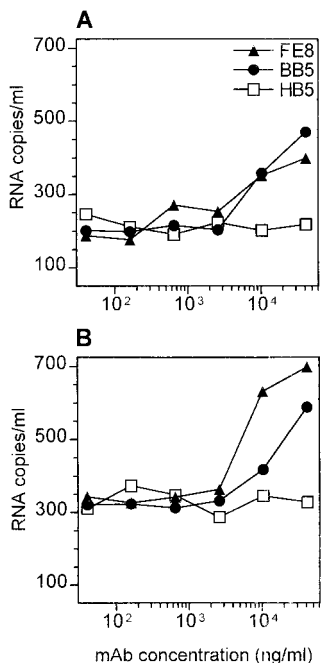 A
700
500
300
100
RNA copies/ml
FE8
BB5
HB5
10²
10³
10⁴
B
700
500
300
100
RNA copies/ml
10²
10³
10⁴
mAb concentration (ng/ml)